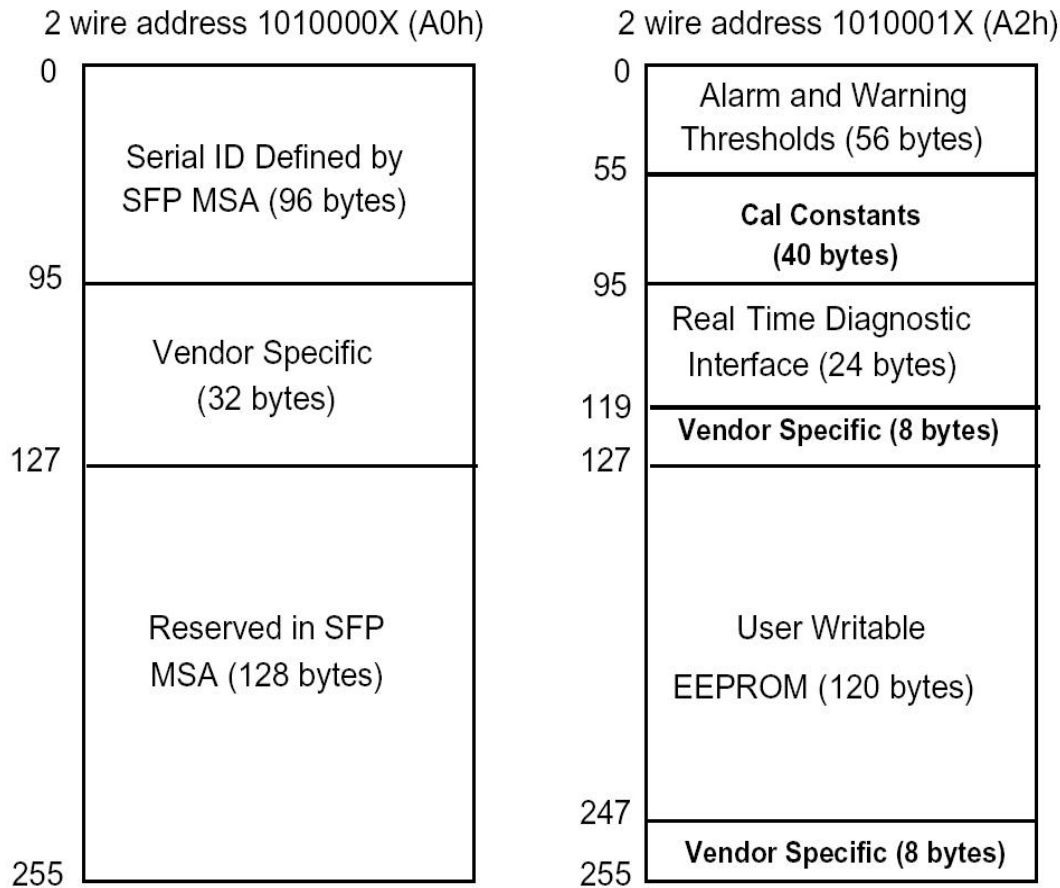 2 wire address 1010000X (A0h)
0
Serial ID Defined by
SFP MSA (96 bytes)
95
Vendor Specific
(32 bytes)
127
Reserved in SFP
MSA (128 bytes)
255
2 wire address 1010001X (A2h)
0
Alarm and Warning
Thresholds (56 bytes)
55
Cal Constants
(40 bytes)
95
Real Time Diagnostic
Interface (24 bytes)
119
Vendor Specific (8 bytes)
127
User Writable
EEPROM (120 bytes)
247
Vendor Specific (8 bytes)
255